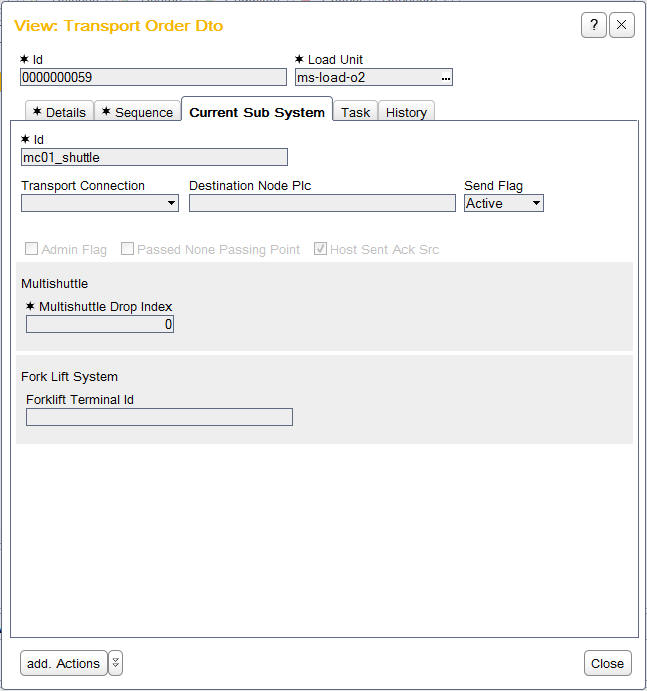 View: Transport Order Dto
?
✶ Id
✶ Load Unit
0000000059
ms-load-o2
...
✶ Details
✶ Sequence
Current Sub System
Task
History
✶ Id
mc01_shuttle
Transport Connection
Destination Node Plc
Send Flag
Active
Admin Flag
Passed None Passing Point
Host Sent Ack Src
Multishuttle
✶ Multishuttle Drop Index
0
Fork Lift System
Forklift Terminal Id
add. Actions
Close